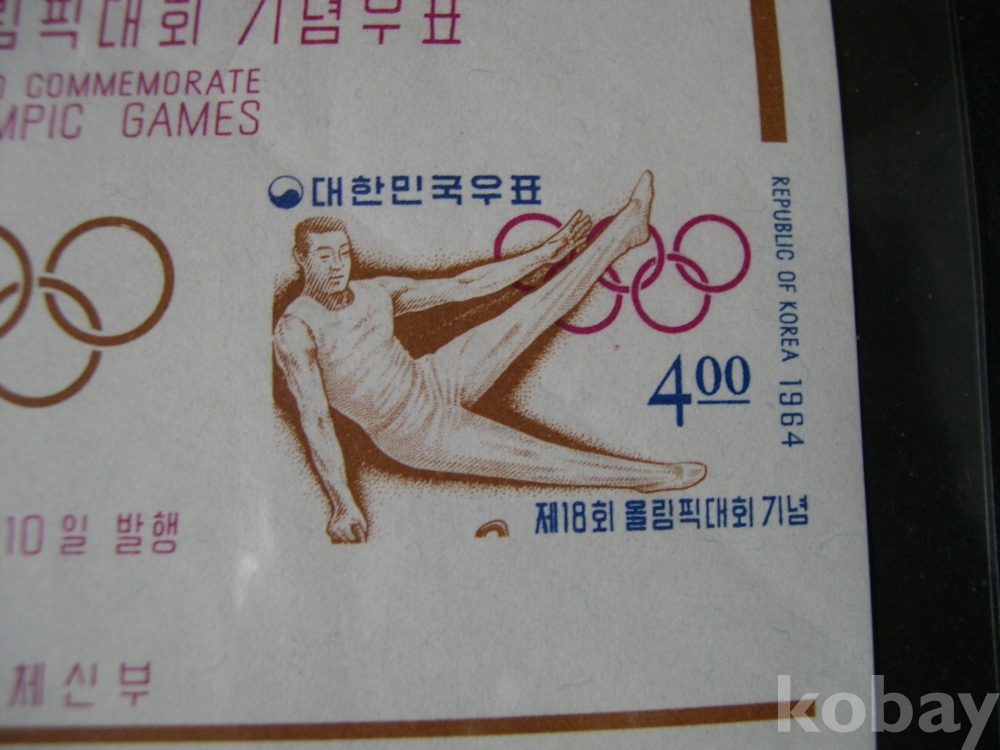 림픽대회 기념우표
COMMEMORATE
MPIC GAMES
대한민국우표
REPUBLIC OF KOREA 1964
4.00
제18회 올림픽대회기념
10일 발행
체신부
kobay